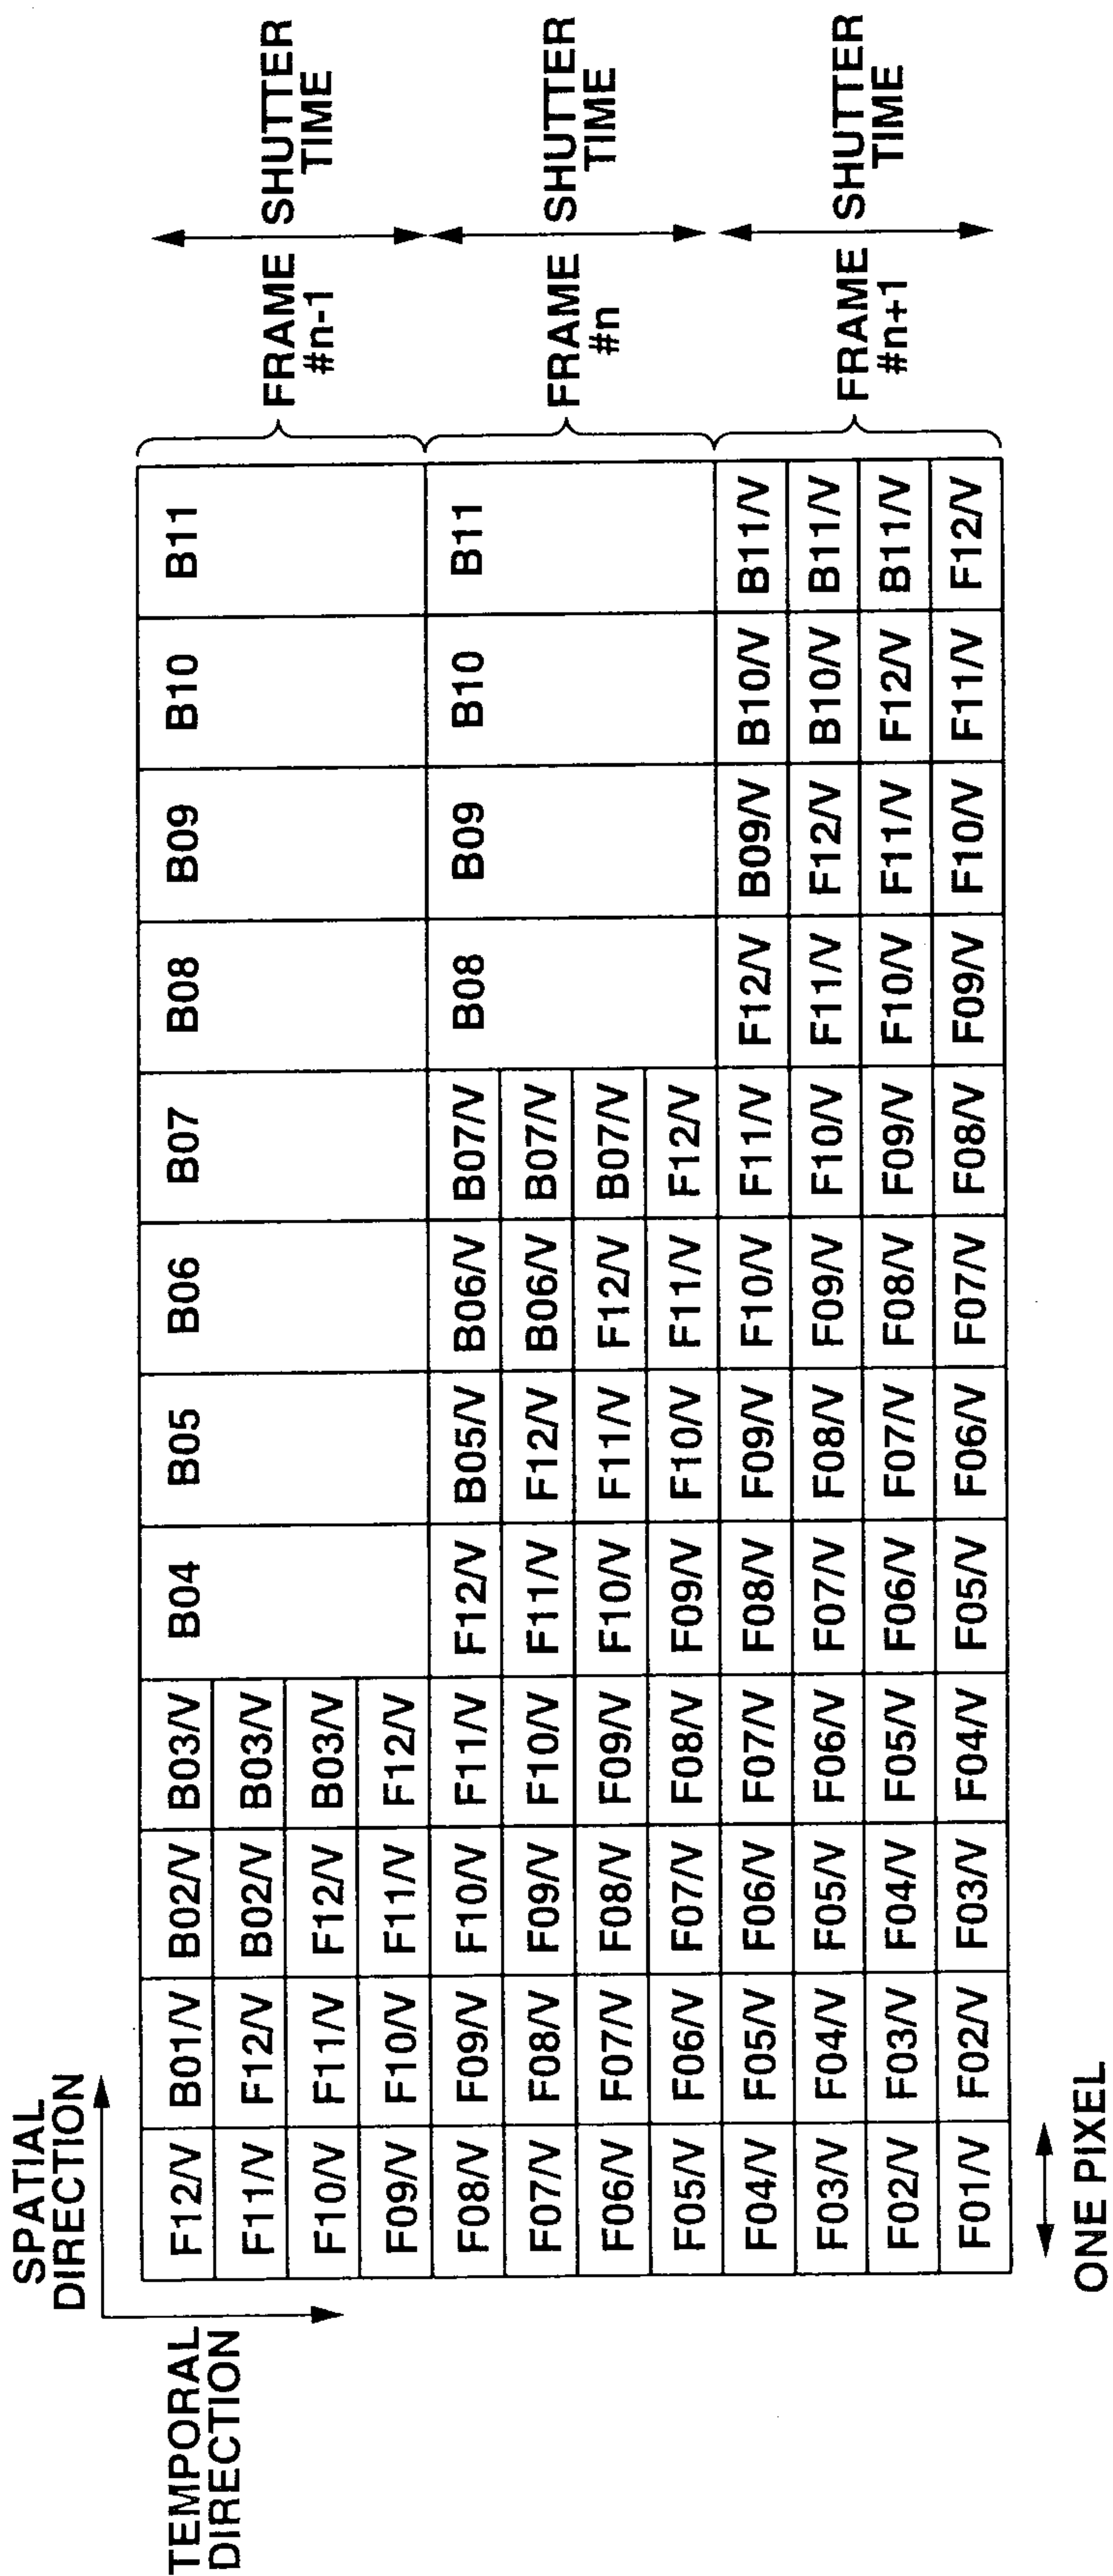 SPATIAL
DIRECTION
TEMPORAL
DIRECTION
F12/V B01/V B02/V B03/V B04 B05 B06 B07 B08 B09 B10 B11
F11/V F12/V B02/V B03/V
F10/V F11/V F12/V B03/V
F09/V F10/V F11/V F12/V
FRAME
#n-1
SHUTTER
TIME
F08/V F09/V F10/V F11/V F12/V B05/V B06/V B07/V B08 B09 B10 B11
F07/V F08/V F09/V F10/V F11/V F12/V B06/V B07/V
F06/V F07/V F08/V F09/V F10/V F11/V F12/V B07/V
F05/V F06/V F07/V F08/V F09/V F10/V F11/V F12/V
FRAME
#n
SHUTTER
TIME
F04/V F05/V F06/V F07/V F08/V F09/V F10/V F11/V F12/V B09/V B10/V B11/V
F03/V F04/V F05/V F06/V F07/V F08/V F09/V F10/V F11/V F12/V B10/V B11/V
F02/V F03/V F04/V F05/V F06/V F07/V F08/V F09/V F10/V F11/V F12/V B11/V
F01/V F02/V F03/V F04/V F05/V F06/V F07/V F08/V F09/V F10/V F11/V F12/V
FRAME
#n+1
SHUTTER
TIME
ONE PIXEL